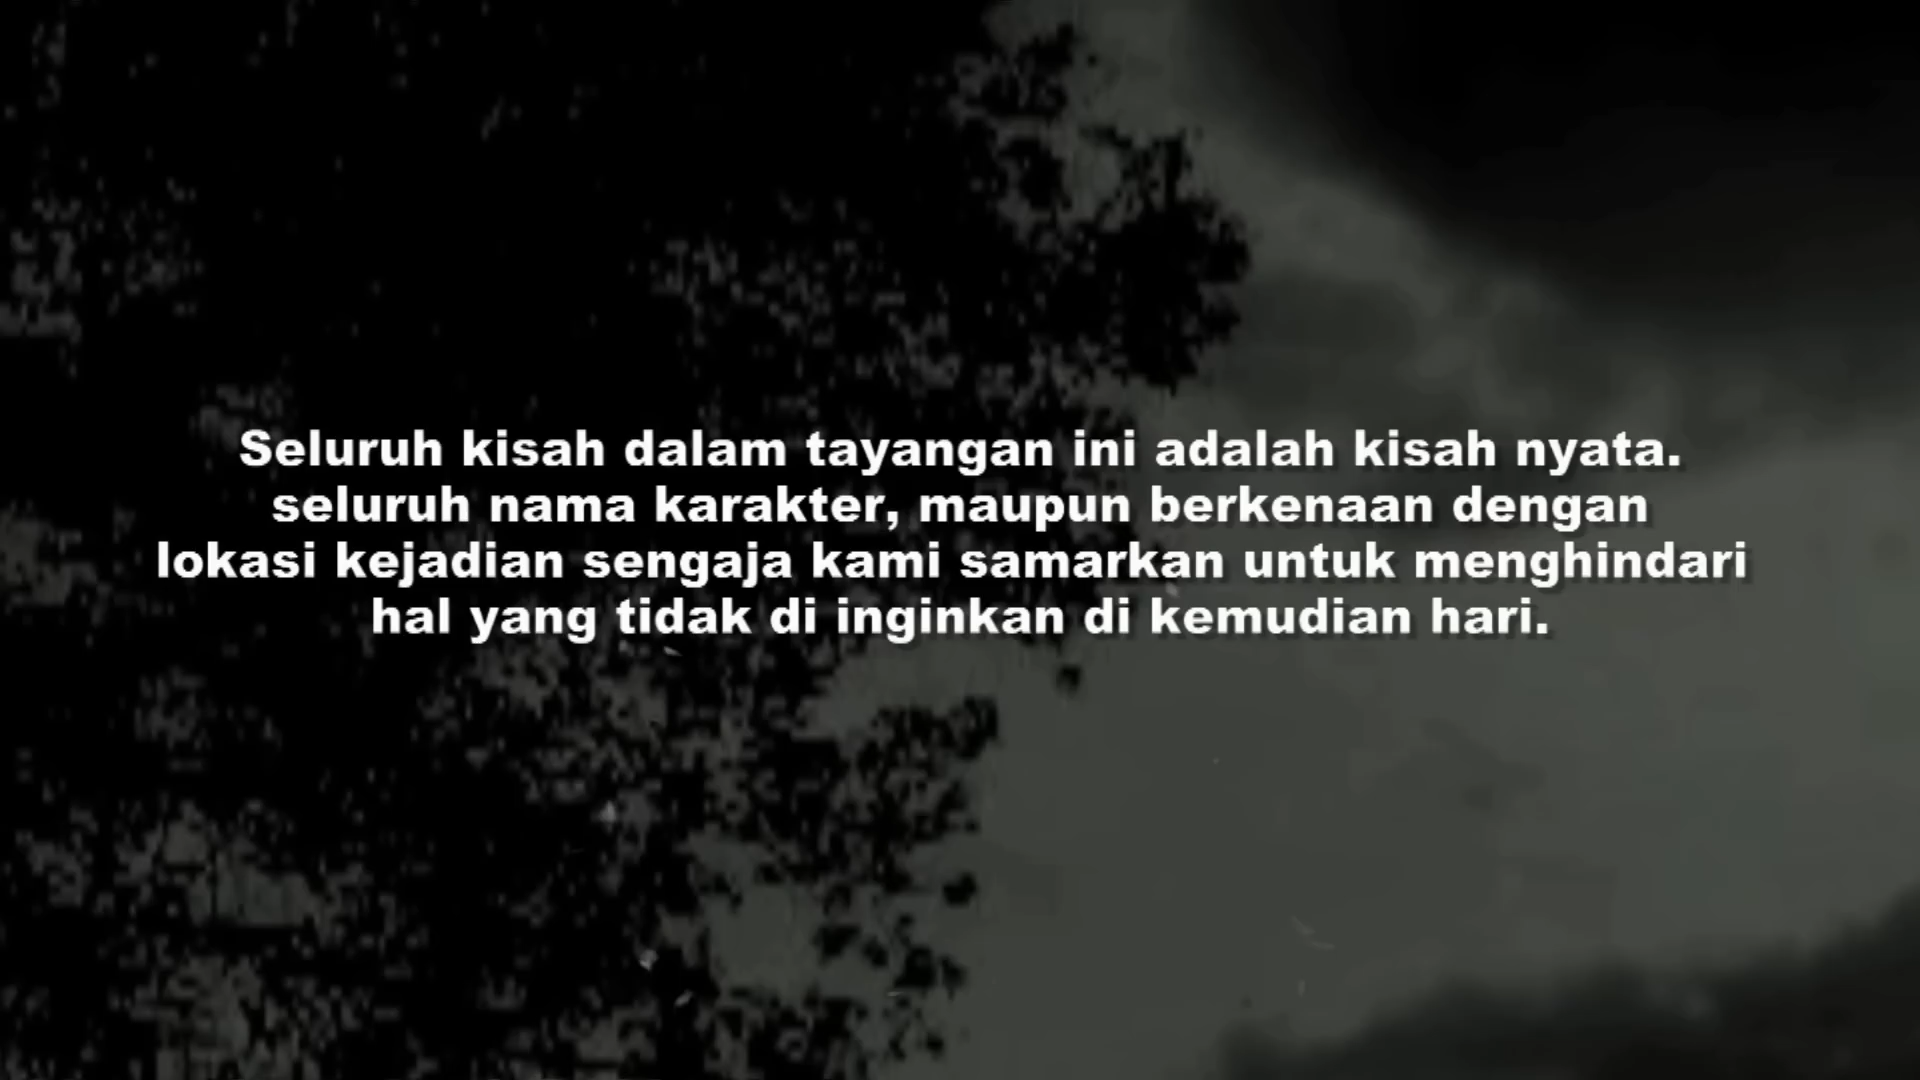 Seluruh kisah dalam tayangan ini adalah kisah nyata.
seluruh nama karakter, maupun berkenaan dengan
lokasi kejadian sengaja kami samarkan untuk menghindari
hal yang tidak di inginkan di kemudian hari.